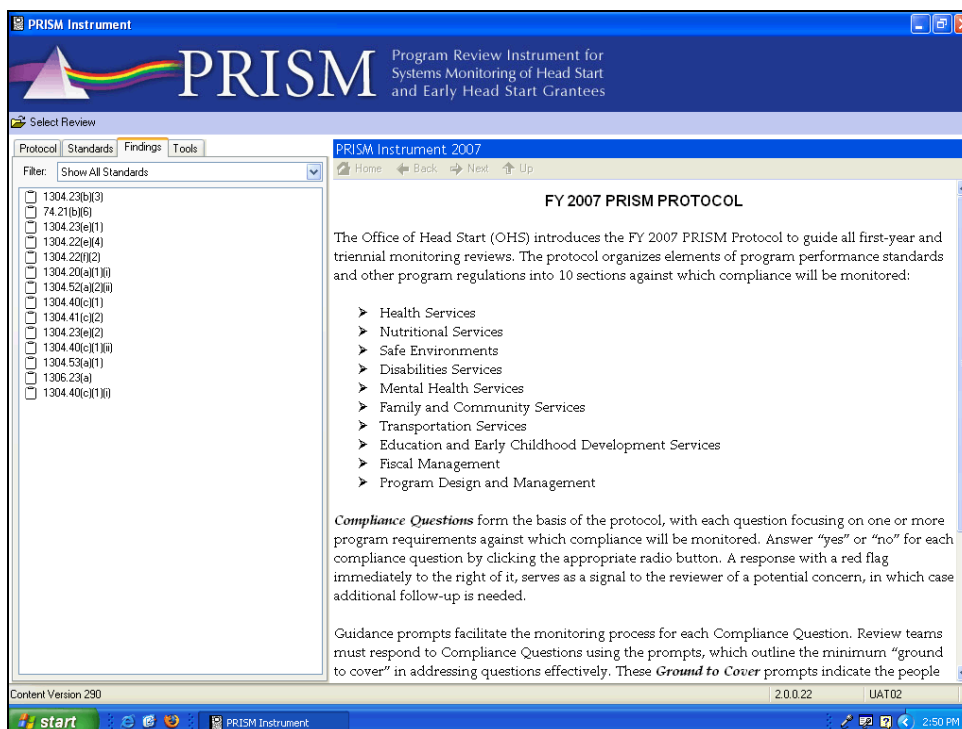 PRISM Instrument
PRISM
Program Review Instrument for
Systems Monitoring of Head Start
and Early Head Start Grantees
Select Review
Protocol Standards Findings Tools
Filter: Show All Standards
1304.23(b)(3)
74.21(b)(6)
1304.23(e)(1)
1304.22(e)(4)
1304.22(f)(2)
1304.20(a)(1)(i)
1304.52(a)(2)(ii)
1304.40(c)(1)
1304.41(c)(2)
1304.23(e)(2)
1304.40(c)(1)(ii)
1304.53(a)(1)
1306.23(a)
1304.40(c)(1)(i)
PRISM Instrument 2007
Home Back Next Up
FY 2007 PRISM PROTOCOL
The Office of Head Start (OHS) introduces the FY 2007 PRISM Protocol to guide all first-year and
triennial monitoring reviews. The protocol organizes elements of program performance standards
and other program regulations into 10 sections against which compliance will be monitored:
➤ Health Services
➤ Nutritional Services
➤ Safe Environments
➤ Disabilities Services
➤ Mental Health Services
➤ Family and Community Services
➤ Transportation Services
➤ Education and Early Childhood Development Services
➤ Fiscal Management
➤ Program Design and Management
Compliance Questions form the basis of the protocol, with each question focusing on one or more
program requirements against which compliance will be monitored. Answer “yes” or “no” for each
compliance question by clicking the appropriate radio button. A response with a red flag
immediately to the right of it, serves as a signal to the reviewer of a potential concern, in which case
additional follow-up is needed.
Guidance prompts facilitate the monitoring process for each Compliance Question. Review teams
must respond to Compliance Questions using the prompts, which outline the minimum “ground
to cover” in addressing questions effectively. These Ground to Cover prompts indicate the people
Content Version 290 2.0.0.22 UAT02
start PRISM Instrument 2:50 PM